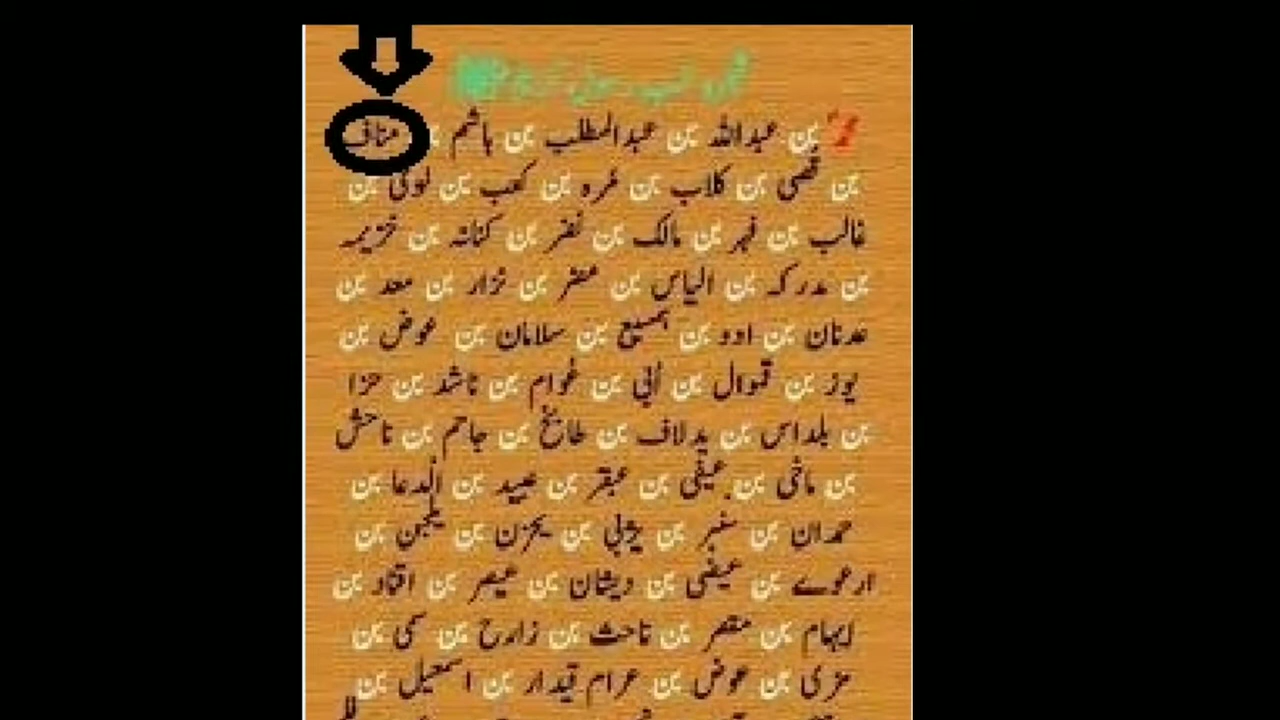 محمدؐ بن عبداللہ بن عبدالمطلب بن ہاشم بن مناف
بن قصی بن کلاب بن مرہ بن کعب بن لوئی بن
غالب بن فہر بن مالک بن نضر بن کنانہ بن خزیمہ
بن مدرکہ بن الیاس بن مضر بن نزار بن معد بن
عدنان بن ادو بن ہمسیع بن سلامان بن عوض بن
بوز بن قموال بن اُبی بن عوام بن ناشد بن حزا
بن بلداس بن یدلاف بن طابخ بن جاحم بن ناحش
بن ماخی بن عیفی بن عبقر بن عبید بن الدعا بن
حمدان بن سنبر بن یثربی بن یحزن بن یلحن بن
ارعوے بن عیفی بن دیشان بن عیصر بن اقناد بن
ایہام بن مقصر بن ناحث بن زارح بن سمی بن
مزی بن عوض بن عرام قیدار بن اسمعیل بن